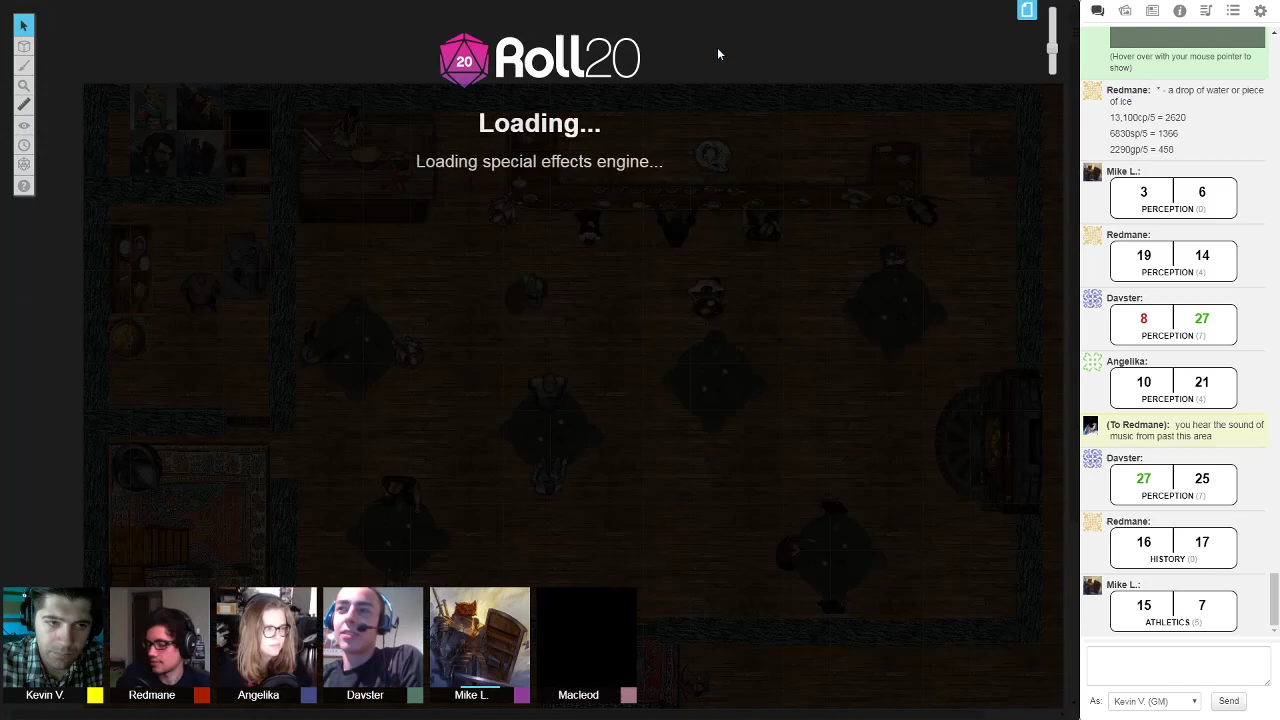 20 Roll20
Loading...
Loading special effects engine...
(Hover over with your mouse pointer to
show)
Redmane: * - a drop of water or piece
of ice
13,100cp/5 = 2620
6830sp/5 = 1366
2290gp/5 = 458
Mike L.:
3 6
PERCEPTION (0)
Redmane:
19 14
PERCEPTION (4)
Davster:
8 27
PERCEPTION (7)
Angelika:
10 21
PERCEPTION (4)
(To Redmane): you hear the sound of
music from past this area
Davster:
27 25
PERCEPTION (7)
Redmane:
16 17
HISTORY (0)
Mike L.:
15 7
ATHLETICS (5)
As: Kevin V. (GM) Send
Kevin V. Redmane Angelika Davster Mike L. Macleod